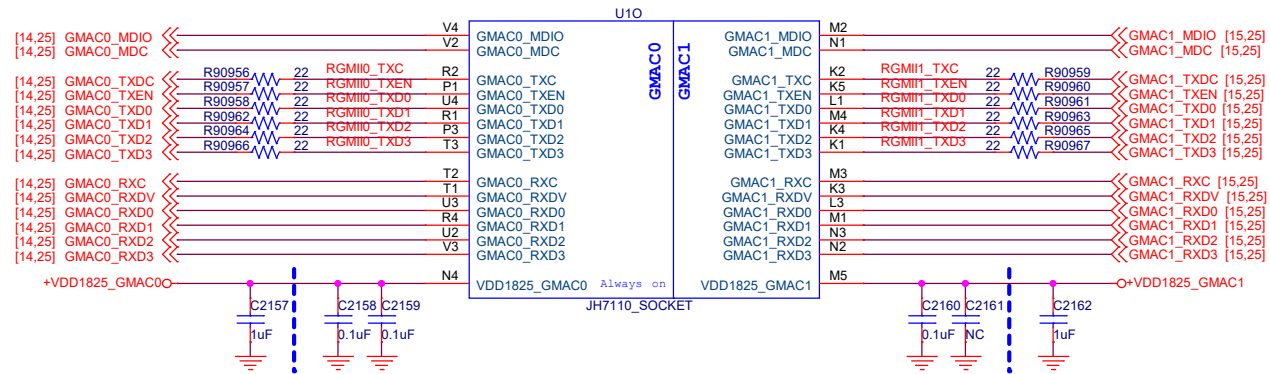 U1O
[14,25] GMAC0_MDIO V4 GMAC0_MDIO GMAC1_MDIO M2 GMAC1_MDIO [15,25]
[14,25] GMAC0_MDC V2 GMAC0_MDC GMAC1_MDC N1 GMAC1_MDC [15,25]
GMAC0 GMAC1
[14,25] GMAC0_TXDC R90956 22 RGMII0_TXC R2 GMAC0_TXC GMAC1_TXC K2 RGMII1_TXC 22 R90959 GMAC1_TXDC [15,25]
[14,25] GMAC0_TXEN R90957 22 RGMII0_TXEN P1 GMAC0_TXEN GMAC1_TXEN K5 RGMII1_TXEN 22 R90960 GMAC1_TXEN [15,25]
[14,25] GMAC0_TXD0 R90958 22 RGMII0_TXD0 U4 GMAC0_TXD0 GMAC1_TXD0 L1 RGMII1_TXD0 22 R90961 GMAC1_TXD0 [15,25]
[14,25] GMAC0_TXD1 R90962 22 RGMII0_TXD1 R1 GMAC0_TXD1 GMAC1_TXD1 M4 RGMII1_TXD1 22 R90963 GMAC1_TXD1 [15,25]
[14,25] GMAC0_TXD2 R90964 22 RGMII0_TXD2 P3 GMAC0_TXD2 GMAC1_TXD2 K4 RGMII1_TXD2 22 R90965 GMAC1_TXD2 [15,25]
[14,25] GMAC0_TXD3 R90966 22 RGMII0_TXD3 T3 GMAC0_TXD3 GMAC1_TXD3 K1 RGMII1_TXD3 22 R90967 GMAC1_TXD3 [15,25]
[14,25] GMAC0_RXC T2 GMAC0_RXC GMAC1_RXC M3 GMAC1_RXC [15,25]
[14,25] GMAC0_RXDV T1 GMAC0_RXDV GMAC1_RXDV K3 GMAC1_RXDV [15,25]
[14,25] GMAC0_RXD0 U3 GMAC0_RXD0 GMAC1_RXD0 L3 GMAC1_RXD0 [15,25]
[14,25] GMAC0_RXD1 R4 GMAC0_RXD1 GMAC1_RXD1 M1 GMAC1_RXD1 [15,25]
[14,25] GMAC0_RXD2 U2 GMAC0_RXD2 GMAC1_RXD2 N3 GMAC1_RXD2 [15,25]
[14,25] GMAC0_RXD3 V3 GMAC0_RXD3 GMAC1_RXD3 N2 GMAC1_RXD3 [15,25]
+VDD1825_GMAC0 N4 VDD1825_GMAC0 Always on VDD1825_GMAC1 M5 +VDD1825_GMAC1
JH7110_SOCKET
C2157 C2158 C2159 C2160 C2161 C2162
1uF 0.1uF 0.1uF 0.1uF NC 1uF